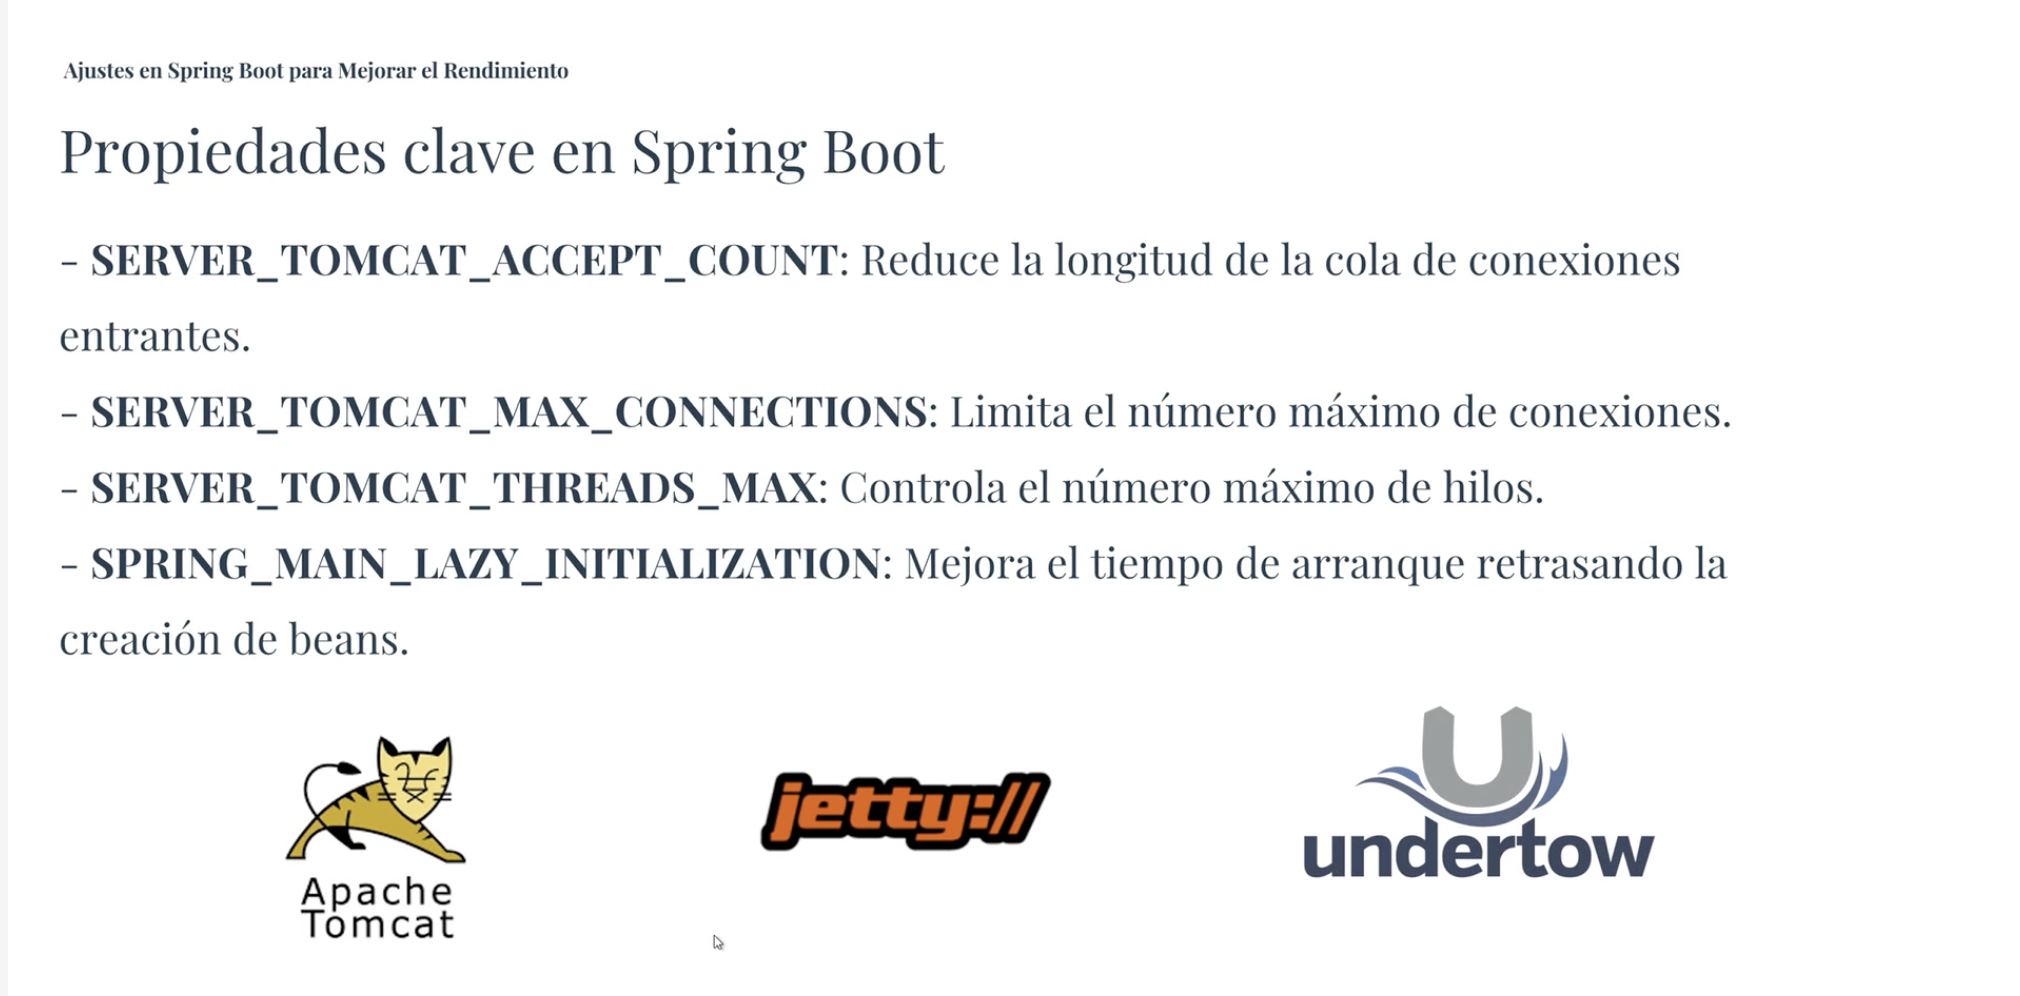 Ajustes en Spring Boot para Mejorar el Rendimiento
Propiedades clave en Spring Boot
- SERVER_TOMCAT_ACCEPT_COUNT: Reduce la longitud de la cola de conexiones
entrantes.
- SERVER_TOMCAT_MAX_CONNECTIONS: Limita el número máximo de conexiones.
- SERVER_TOMCAT_THREADS_MAX: Controla el número máximo de hilos.
- SPRING_MAIN_LAZY_INITIALIZATION: Mejora el tiempo de arranque retrasando la
creación de beans.
Apache
Tomcat
jetty://
U
undertow